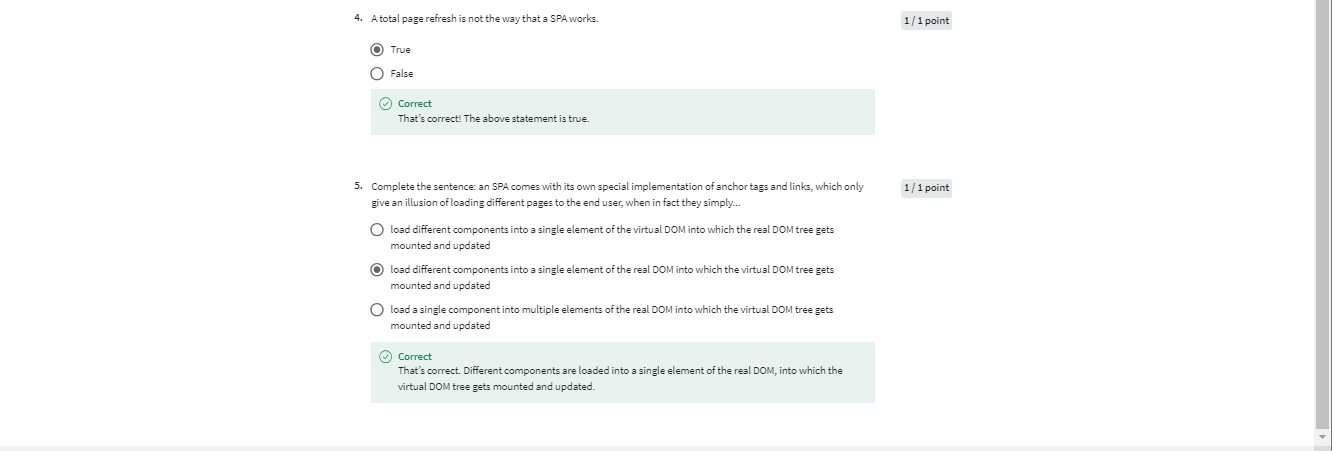 4. A total page refresh is not the way that a SPA works.
1 / 1 point
True
False
Correct
That's correct! The above statement is true.
5. Complete the sentence: an SPA comes with its own special implementation of anchor tags and links, which only
1 / 1 point
give an illusion of loading different pages to the end user, when in fact they simply...
load different components into a single element of the virtual DOM into which the real DOM tree gets
mounted and updated
load different components into a single element of the real DOM into which the virtual DOM tree gets
mounted and updated
load a single component into multiple elements of the real DOM into which the virtual DOM tree gets
mounted and updated
Correct
That's correct. Different components are loaded into a single element of the real DOM, into which the
virtual DOM tree gets mounted and updated.